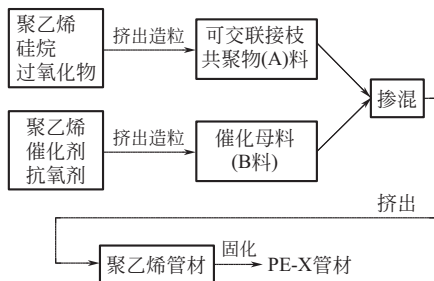 聚乙烯
硅烷
过氧化物
挤出造粒
可交联接枝
共聚物(A)料
掺混
聚乙烯
催化剂
抗氧剂
挤出造粒
催化母料
(B料)
挤出
聚乙烯管材
固化
PE-X管材